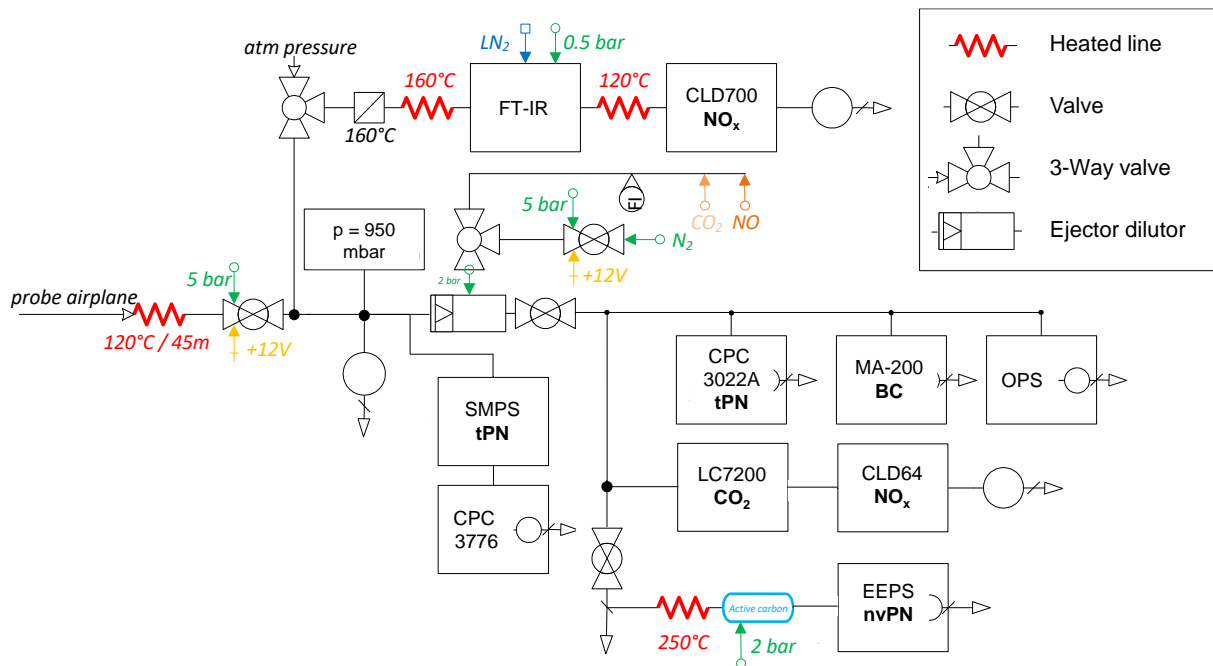 atm pressure
LN2
0.5 bar
160°C
FT-IR
120°C
CLD700
NOx
160°C
Heated line
Valve
3-Way valve
Ejector dilutor
FI
5 bar
CO2
NO
N2
+12V
p = 950
mbar
5 bar
2 bar
probe airplane
120°C / 45m
+12V
CPC
3022A
tPN
MA-200
BC
OPS
SMPS
tPN
LC7200
CO2
CLD64
NOx
CPC
3776
Active carbon
EEPS
nvPN
250°C
2 bar